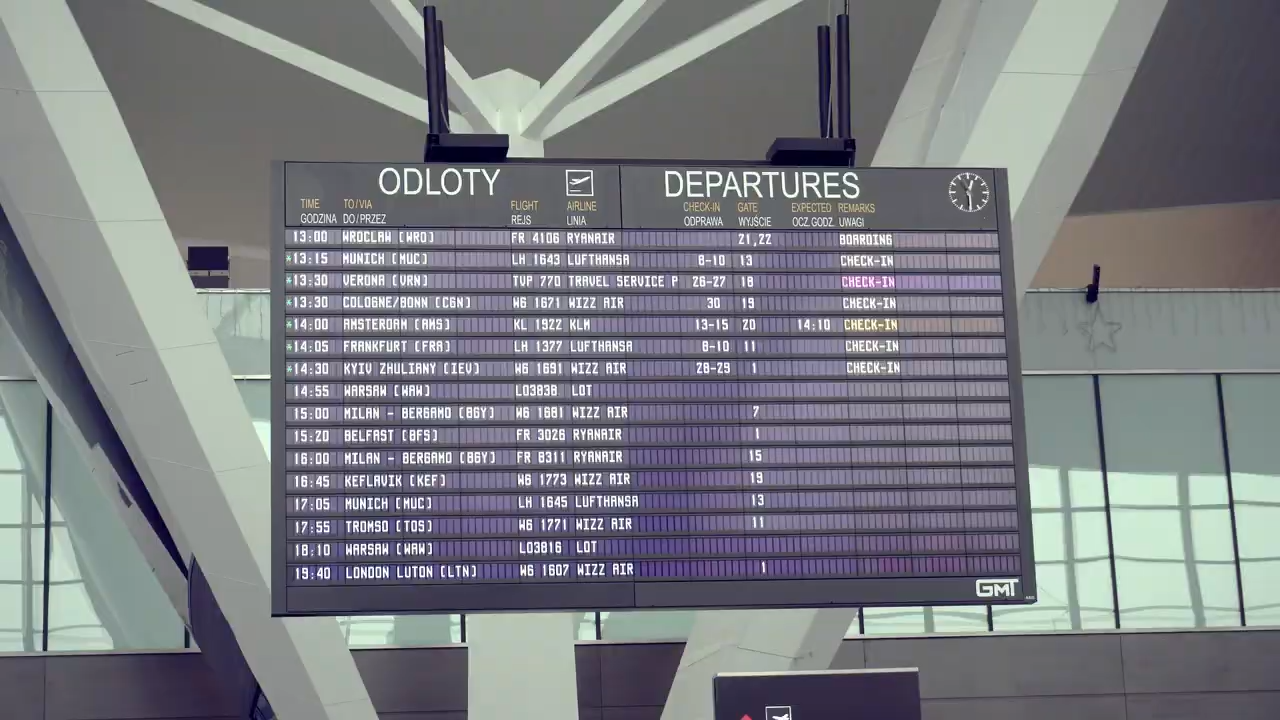 ODLOTY DEPARTURES
TIME TO/VIA FLIGHT AIRLINE CHECK-IN GATE EXPECTED REMARKS
GODZINA DO/PRZEZ REJS LINIA ODPRAWA WYJŚCIE OCZ.GODZ. UWAGI
13:00 WROCLAW (WRO) FR 4106 RYANAIR 21,22 BOARDING
*13:15 MUNICH (MUC) LH 1643 LUFTHANSA 8-10 13 CHECK-IN
*13:30 VERONA (VRN) TVP 770 TRAVEL SERVICE P 26-27 18 CHECK-IN
*13:30 COLOGNE/BONN (CGN) W6 1671 WIZZ AIR 30 19 CHECK-IN
*14:00 AMSTERDAM (AMS) KL 1922 KLM 13-15 20 14:10 CHECK-IN
*14:05 FRANKFURT (FRA) LH 1377 LUFTHANSA 8-10 11 CHECK-IN
*14:30 KYIV ZHULIANY (IEV) W6 1691 WIZZ AIR 28-29 1 CHECK-IN
14:55 WARSAW (WAW) LO3838 LOT
15:00 MILAN - BERGAMO (BGY) W6 1681 WIZZ AIR 7
15:20 BELFAST (BFS) FR 3026 RYANAIR 1
16:00 MILAN - BERGAMO (BGY) FR 8311 RYANAIR 15
16:45 KEFLAVIK (KEF) W6 1773 WIZZ AIR 19
17:05 MUNICH (MUC) LH 1645 LUFTHANSA 13
17:55 TROMSO (TOS) W6 1771 WIZZ AIR 11
18:10 WARSAW (WAW) LO3816 LOT
19:40 LONDON LUTON (LTN) W6 1607 WIZZ AIR 1
GMT